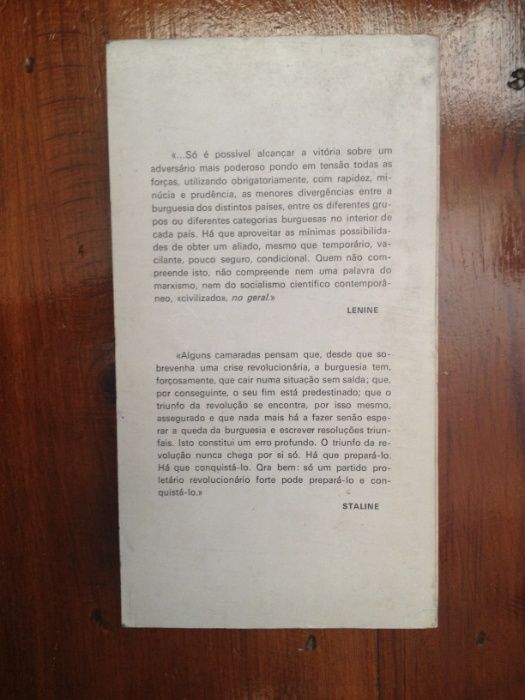 «...Só é possível alcançar a vitória sobre um
adversário mais poderoso pondo em tensão todas as
forças, utilizando obrigatoriamente, com rapidez, mi-
núcia e prudência, as menores divergências entre a
burguesia dos distintos países, entre os diferentes gru-
pos ou diferentes categorias burguesas no interior de
cada país. Há que aproveitar as mínimas possibilida-
des de obter um aliado, mesmo que temporário, va-
cilante, pouco seguro, condicional. Quem não com-
preende isto, não compreende nem uma palavra do
marxismo, nem do socialismo científico contemporâ-
neo, «civilizado», no geral.»
LENINE
«Alguns camaradas pensam que, desde que so-
brevenha uma crise revolucionária, a burguesia tem,
forçosamente, que cair numa situação sem saída; que,
por conseguinte, o seu fim está predestinado; que o
triunfo da revolução se encontra, por isso mesmo,
assegurado e que nada mais há a fazer senão espe-
rar a queda da burguesia e escrever resoluções triun-
fais. Isto constitui um erro profundo. O triunfo da re-
volução nunca chega por si só. Há que prepará-lo.
Há que conquistá-lo. Ora bem: só um partido pro-
letário revolucionário forte pode prepará-lo e con-
quistá-lo.»
STALINE